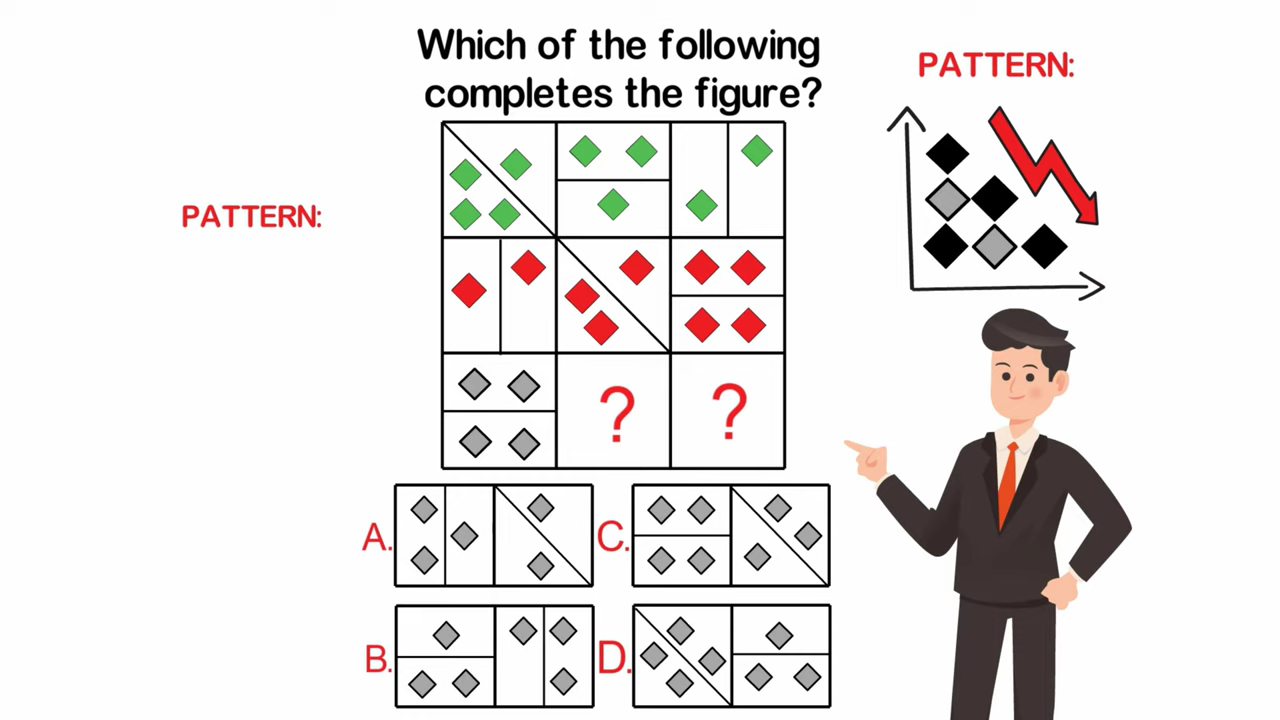 Which of the following
completes the figure?
PATTERN:
PATTERN:
? ?
A.
C.
B.
D.